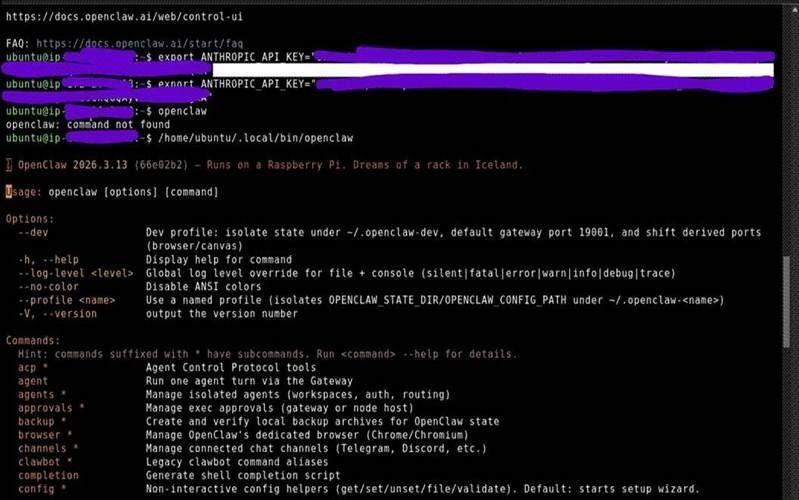 https://docs.openclaw.ai/web/control-ui
FAQ: https://docs.openclaw.ai/start/faq
ubuntu@ip- :~$ export ANTHROPIC_API_KEY="
ubuntu@ip- :~$ export ANTHROPIC_API_KEY="
ubuntu@ip- :~$ openclaw
openclaw: command not found
ubuntu@ip- :~$ /home/ubuntu/.local/bin/openclaw
OpenClaw 2026.3.13 (66e02b2) — Runs on a Raspberry Pi. Dreams of a rack in Iceland.
Usage: openclaw [options] [command]
Options:
--dev Dev profile: isolate state under ~/.openclaw-dev, default gateway port 19001, and shift derived ports
(browser/canvas)
-h, --help Display help for command
--log-level <level> Global log level override for file + console (silent|fatal|error|warn|info|debug|trace)
--no-color Disable ANSI colors
--profile <name> Use a named profile (isolates OPENCLAW_STATE_DIR/OPENCLAW_CONFIG_PATH under ~/.openclaw-<name>)
-V, --version output the version number
Commands:
Hint: commands suffixed with * have subcommands. Run <command> --help for details.
acp * Agent Control Protocol tools
agent Run one agent turn via the Gateway
agents * Manage isolated agents (workspaces, auth, routing)
approvals * Manage exec approvals (gateway or node host)
backup * Create and verify local backup archives for OpenClaw state
browser * Manage OpenClaw's dedicated browser (Chrome/Chromium)
channels * Manage connected chat channels (Telegram, Discord, etc.)
clawbot * Legacy clawbot command aliases
completion Generate shell completion script
config * Non-interactive config helpers (get/set/unset/file/validate). Default: starts setup wizard.